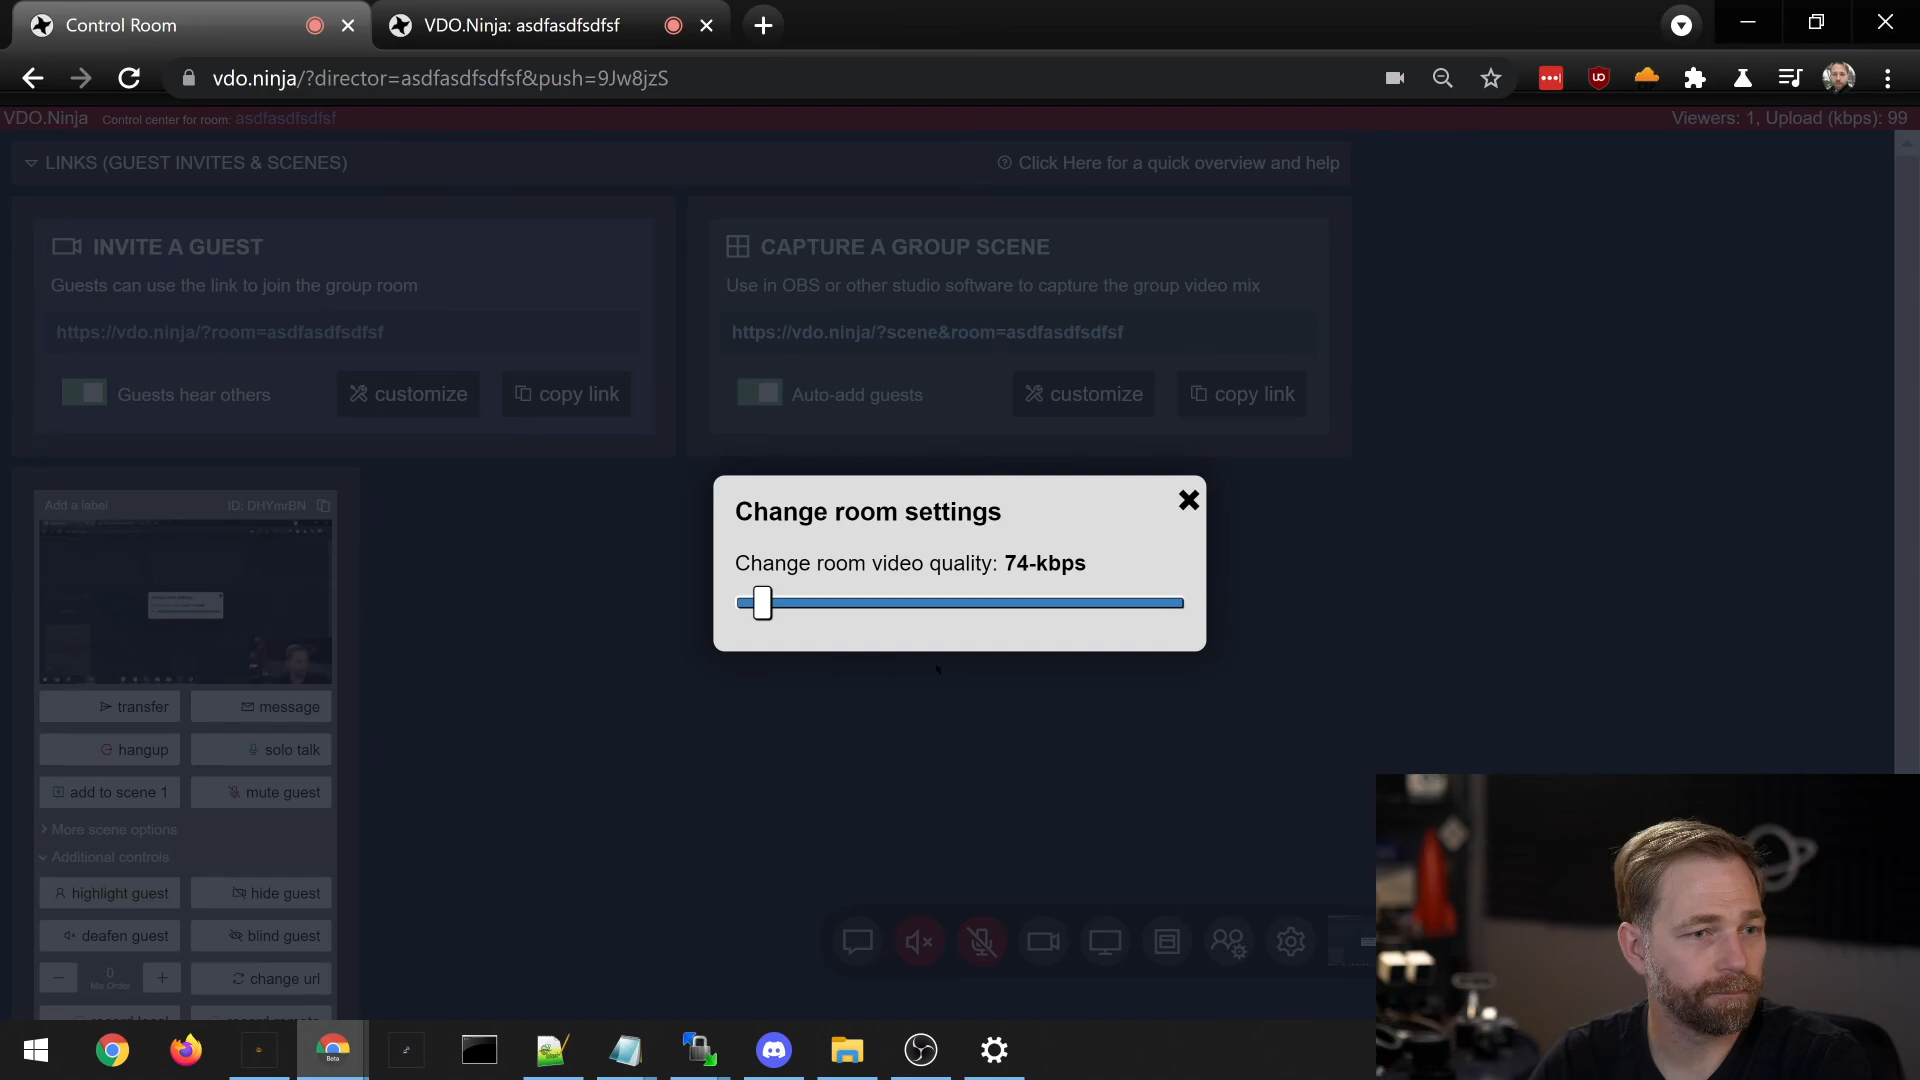 Control Room
VDO.Ninja: asdfasdfsdfsf
vdo.ninja/?director=asdfasdfsdfsf&push=9Jw8jzS
VDO.Ninja Control center for room: asdfasdfsdfsf
Viewers: 1, Upload (kbps): 99
LINKS (GUEST INVITES & SCENES)
Click Here for a quick overview and help
INVITE A GUEST
Guests can use the link to join the group room
https://vdo.ninja/?room=asdfasdfsdfsf
Guests hear others
customize
copy link
CAPTURE A GROUP SCENE
Use in OBS or other studio software to capture the group video mix
https://vdo.ninja/?scene&room=asdfasdfsdfsf
Auto-add guests
customize
copy link
Change room settings
Change room video quality: 74-kbps
Add a label
ID: DHYmrBN
transfer
message
hangup
solo talk
add to scene 1
mute guest
More scene options
Additional controls
highlight guest
hide guest
deafen guest
blind guest
0
Mix Order
change url
Beta